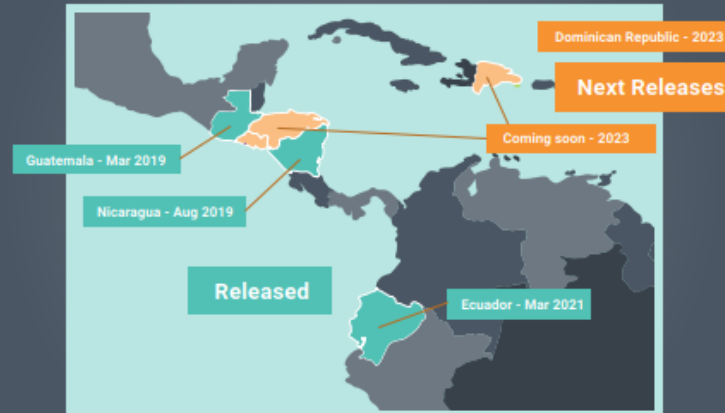 Dominican Republic - 2023
Next Releases
Coming soon - 2023
Guatemala - Mar 2019
Nicaragua - Aug 2019
Released
Ecuador - Mar 2021